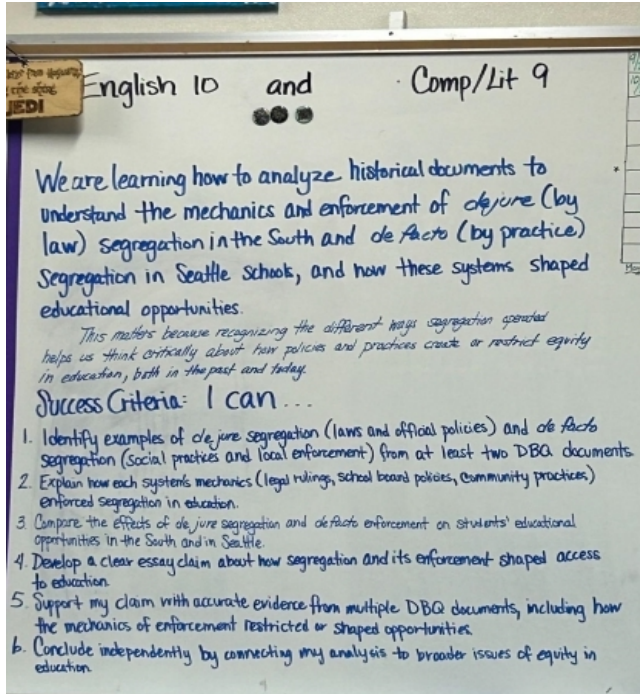 JEDI
English 10 and Comp/Lit 9
We are learning how to analyze historical documents to
understand the mechanics and enforcement of de jure (by
law) segregation in the South and de facto (by practice)
segregation in Seattle schools, and how these systems shaped
educational opportunities.
This matters because recognizing the different ways segregation operated
helps us think critically about how policies and practices create or restrict equity
in education, both in the past and today.
Success Criteria: I can...
1. Identify examples of de jure segregation (laws and official policies) and de facto
segregation (social practices and local enforcement) from at least two DBQ documents.
2. Explain how each system's mechanics (legal rulings, school board policies, community practices)
enforced segregation in education.
3. Compare the effects of de jure segregation and de facto enforcement on students' educational
opportunities in the South and in Seattle.
4. Develop a clear essay claim about how segregation and its enforcement shaped access
to education.
5. Support my claim with accurate evidence from multiple DBQ documents, including how
the mechanics of enforcement restricted or shaped opportunities.
6. Conclude independently by connecting my analysis to broader issues of equity in
education.